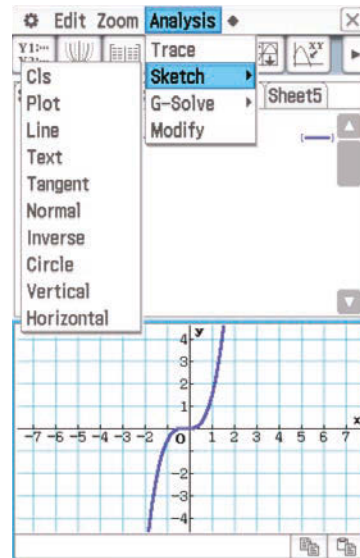 Edit Zoom Analysis
Trace
Sketch
G-Solve
Modify
Sheet5
Cls
Plot
Line
Text
Tangent
Normal
Inverse
Circle
Vertical
Horizontal
y
4
3
2
1
-7 -6 -5 -4 -3 -2 0 1 2 3 4 5 6 7 x
-2
-3
-4